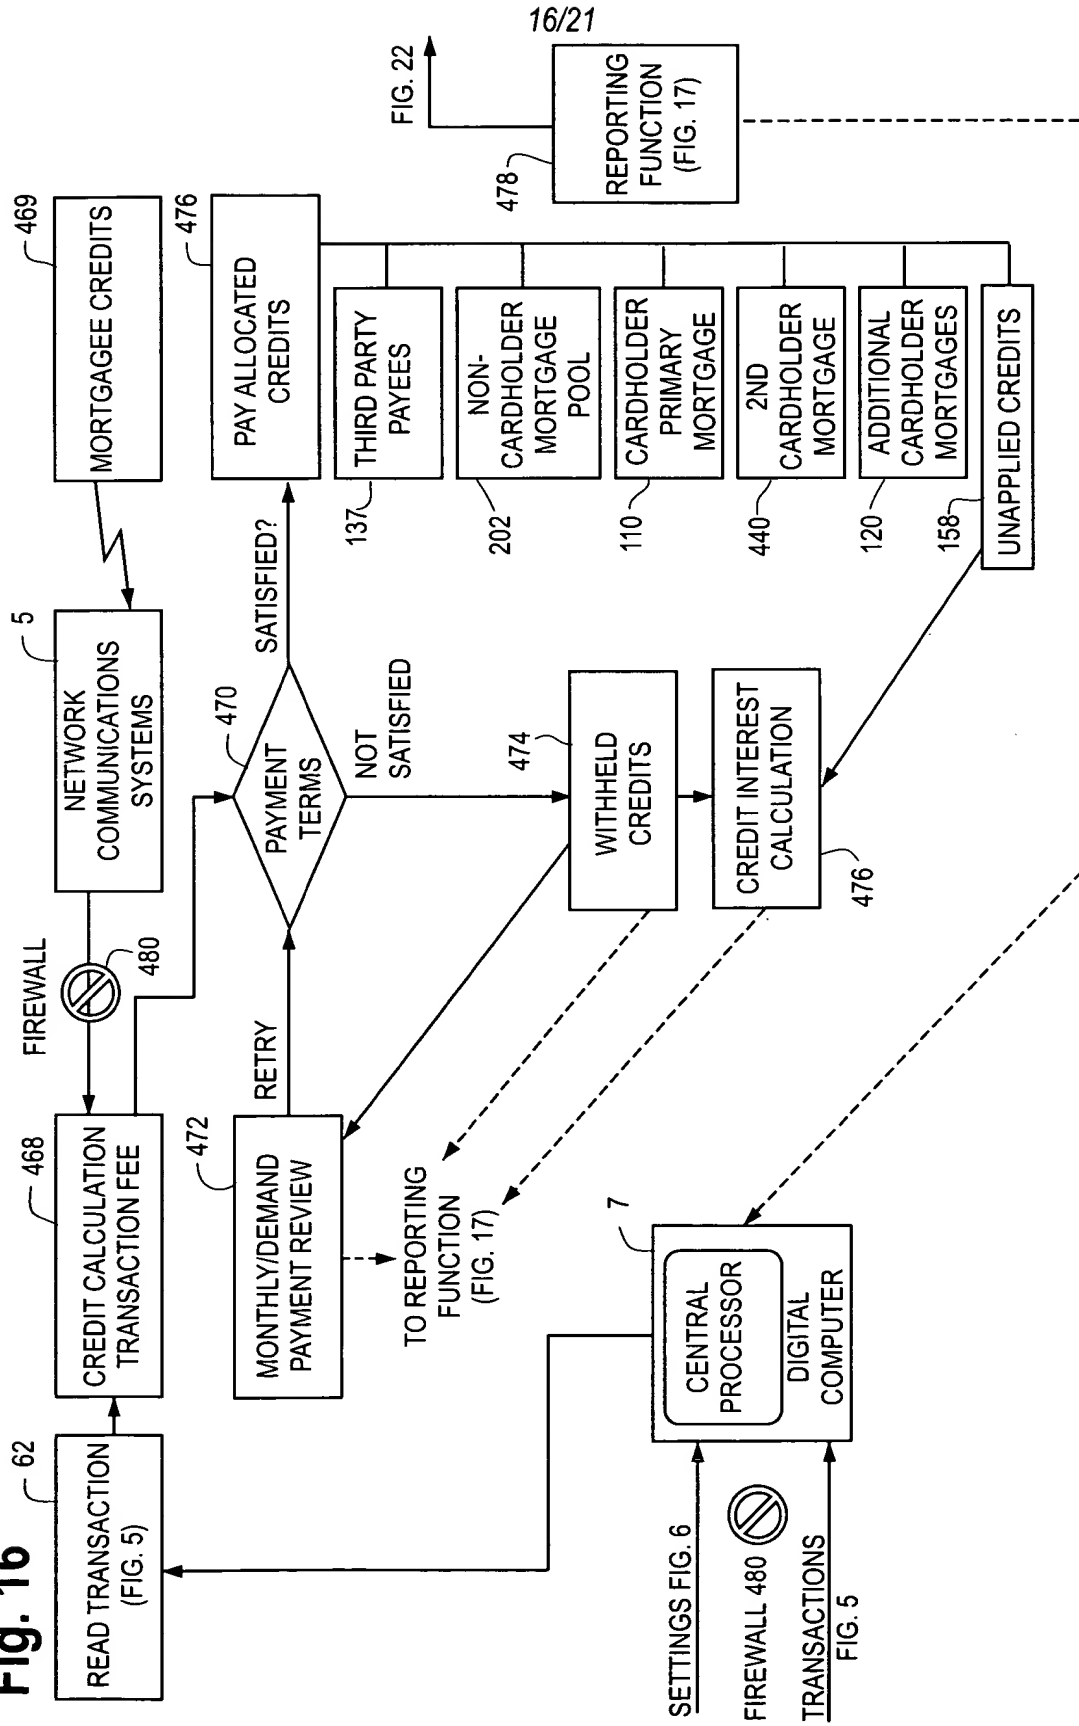 16/21
Fig. 16
READ TRANSACTION
(FIG. 5)
62
CREDIT CALCULATION
TRANSACTION FEE
468
FIREWALL
480
NETWORK
COMMUNICATIONS
SYSTEMS
5
MORTGAGEE CREDITS
469
MONTHLY/DEMAND
PAYMENT REVIEW
472
RETRY
PAYMENT
TERMS
470
SATISFIED?
NOT
SATISFIED
PAY ALLOCATED
CREDITS
476
THIRD PARTY
PAYEES
137
NON-
CARDHOLDER
MORTGAGE
POOL
202
CARDHOLDER
PRIMARY
MORTGAGE
110
2ND
CARDHOLDER
MORTGAGE
440
ADDITIONAL
CARDHOLDER
MORTGAGES
120
UNAPPLIED CREDITS
158
TO REPORTING
FUNCTION
(FIG. 17)
WITHHELD
CREDITS
474
CREDIT INTEREST
CALCULATION
476
FIG. 22
REPORTING
FUNCTION
(FIG. 17)
478
SETTINGS FIG. 6
FIREWALL 480
TRANSACTIONS
FIG. 5
CENTRAL
PROCESSOR
DIGITAL
COMPUTER
7